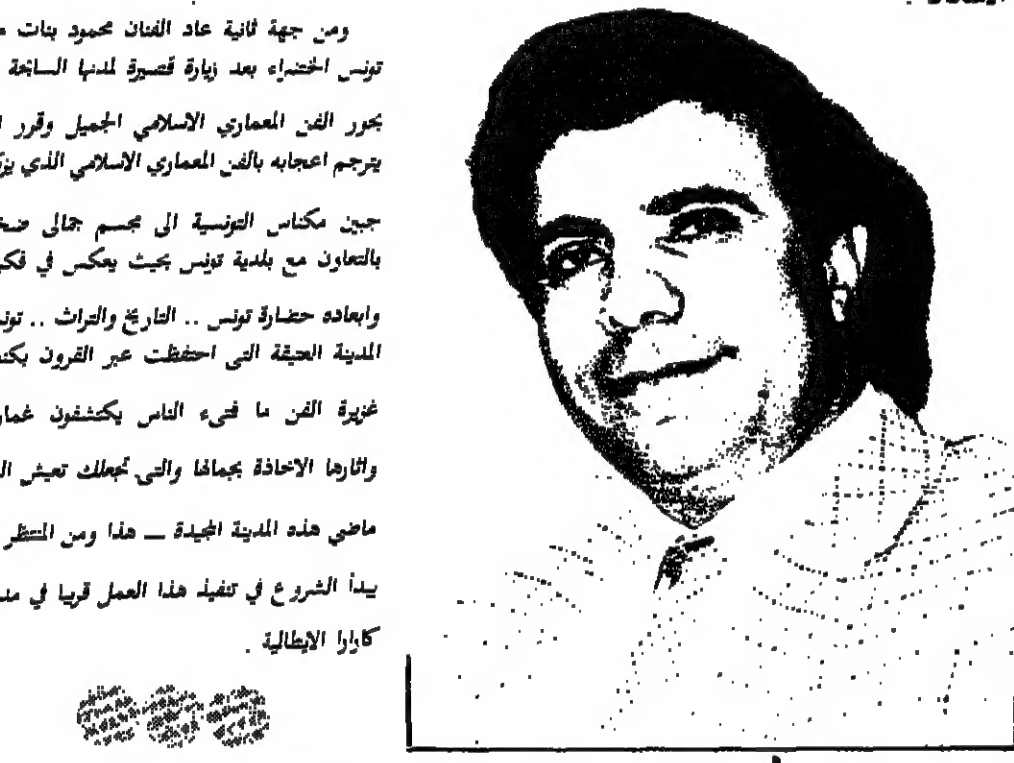 ومن جهة ثانية عاد الفنان محمود بنات
تونس الخضراء بعد زيارة قصيرة لمدنها السابحة
بحور الفن المعماري الاسلامي الجميل وقرر
يترجم اعجابه بالفن المعماري الاسلامي الذي
جبين مكناس التونسية الى مجسم جمالى
بالتعاون مع بلدية تونس بحيث يعكس في
وابعاده حضارة تونس .. التاريخ والتراث ..
المدينة العتيقة التى احتفظت عبر القرون
غزيرة الفن ما فتىء الناس يكتشفون
واثارها الاخاذة بجمالها والتى تجعلك تعيش
ماضي هذه المدينة المجيدة — هذا ومن المنتظر
يبدأ الشروع في تنفيذ هذا العمل قريبا في
كارارا الايطالية .